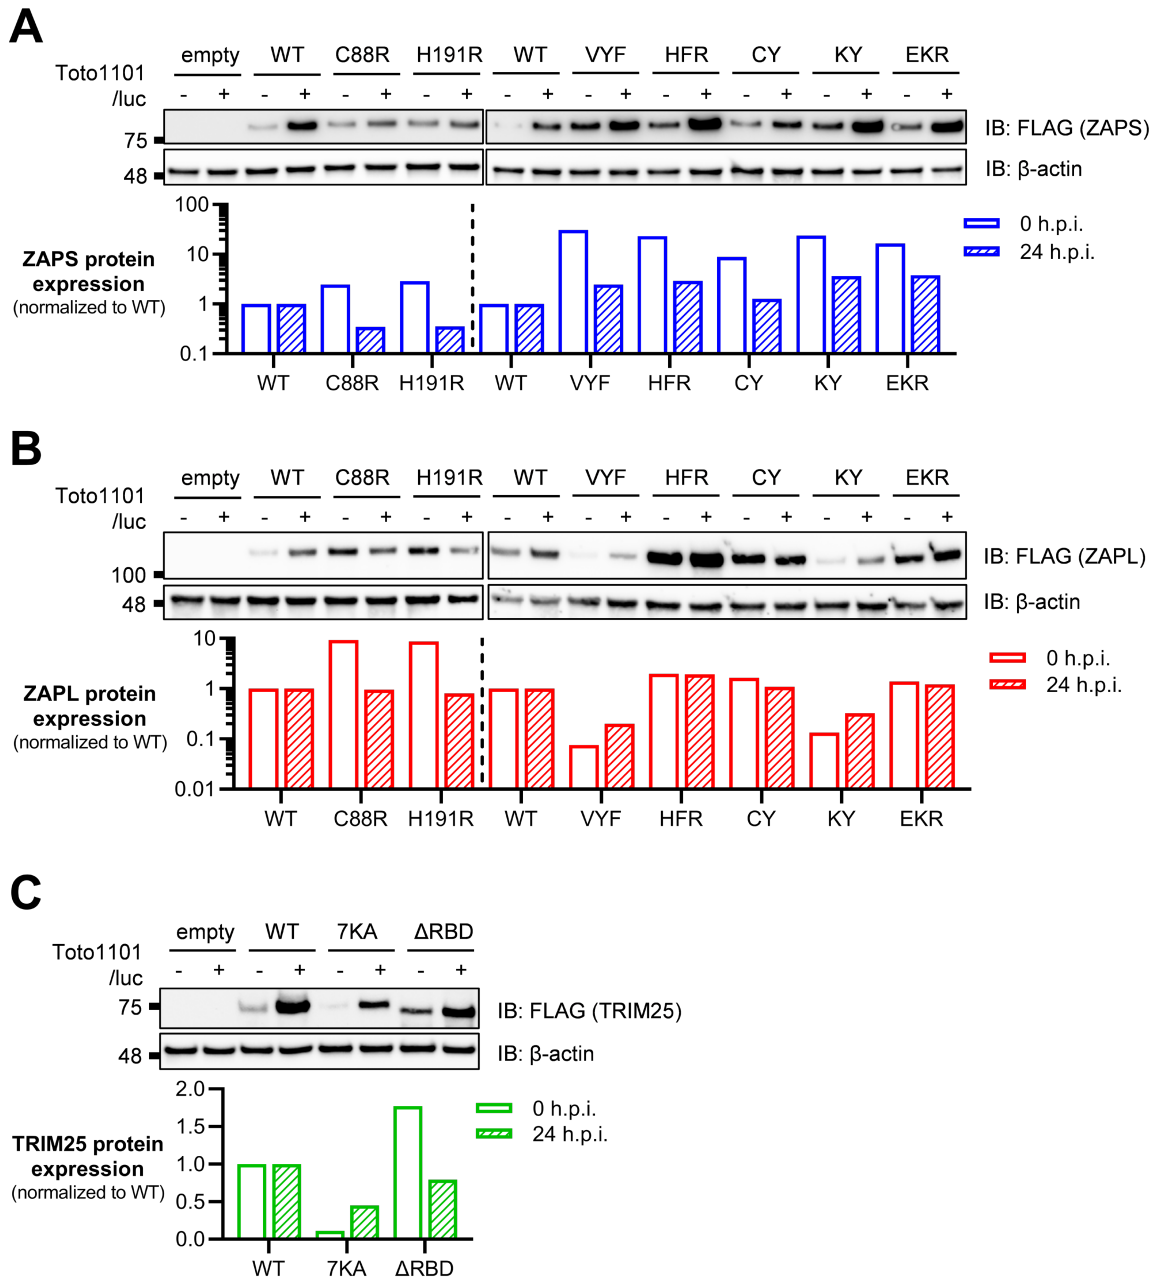 A
empty WT C88R H191R WT VYF HFR CY KY EKR
Toto1101
/luc - + - + - + - + - + - + - + - + - + - +
75
IB: FLAG (ZAPS)
48
IB: β-actin
100
10
1
0.1
ZAPS protein
expression
(normalized to WT)
0 h.p.i.
24 h.p.i.
WT C88R H191R WT VYF HFR CY KY EKR
B
empty WT C88R H191R WT VYF HFR CY KY EKR
Toto1101
/luc - + - + - + - + - + - + - + - + - + - +
100
IB: FLAG (ZAPL)
48
IB: β-actin
10
1
0.1
0.01
ZAPL protein
expression
(normalized to WT)
0 h.p.i.
24 h.p.i.
WT C88R H191R WT VYF HFR CY KY EKR
C
empty WT 7KA ΔRBD
Toto1101
/luc - + - + - + - +
75
IB: FLAG (TRIM25)
48
IB: β-actin
2.0
1.5
1.0
0.5
0.0
TRIM25 protein
expression
(normalized to WT)
0 h.p.i.
24 h.p.i.
WT 7KA ΔRBD